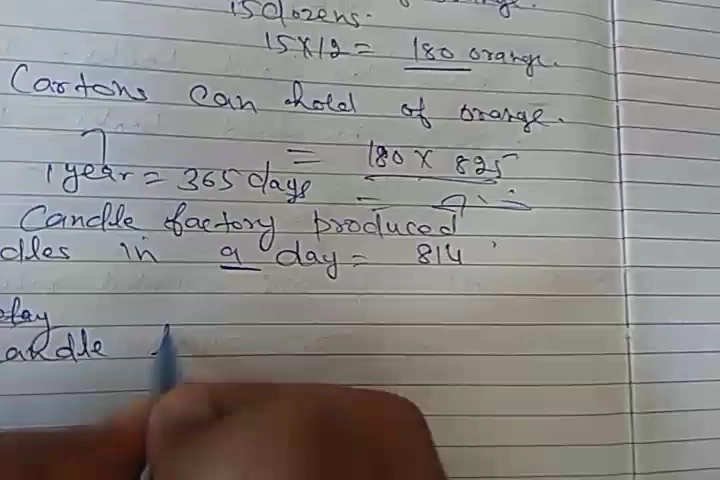 15 dozens.
15 × 12 = 180 orange.
Cartons can hold of orange.
= 180 × 825
1 year = 365 days =
Candle factory produced
dles in a day = 814
day
andle